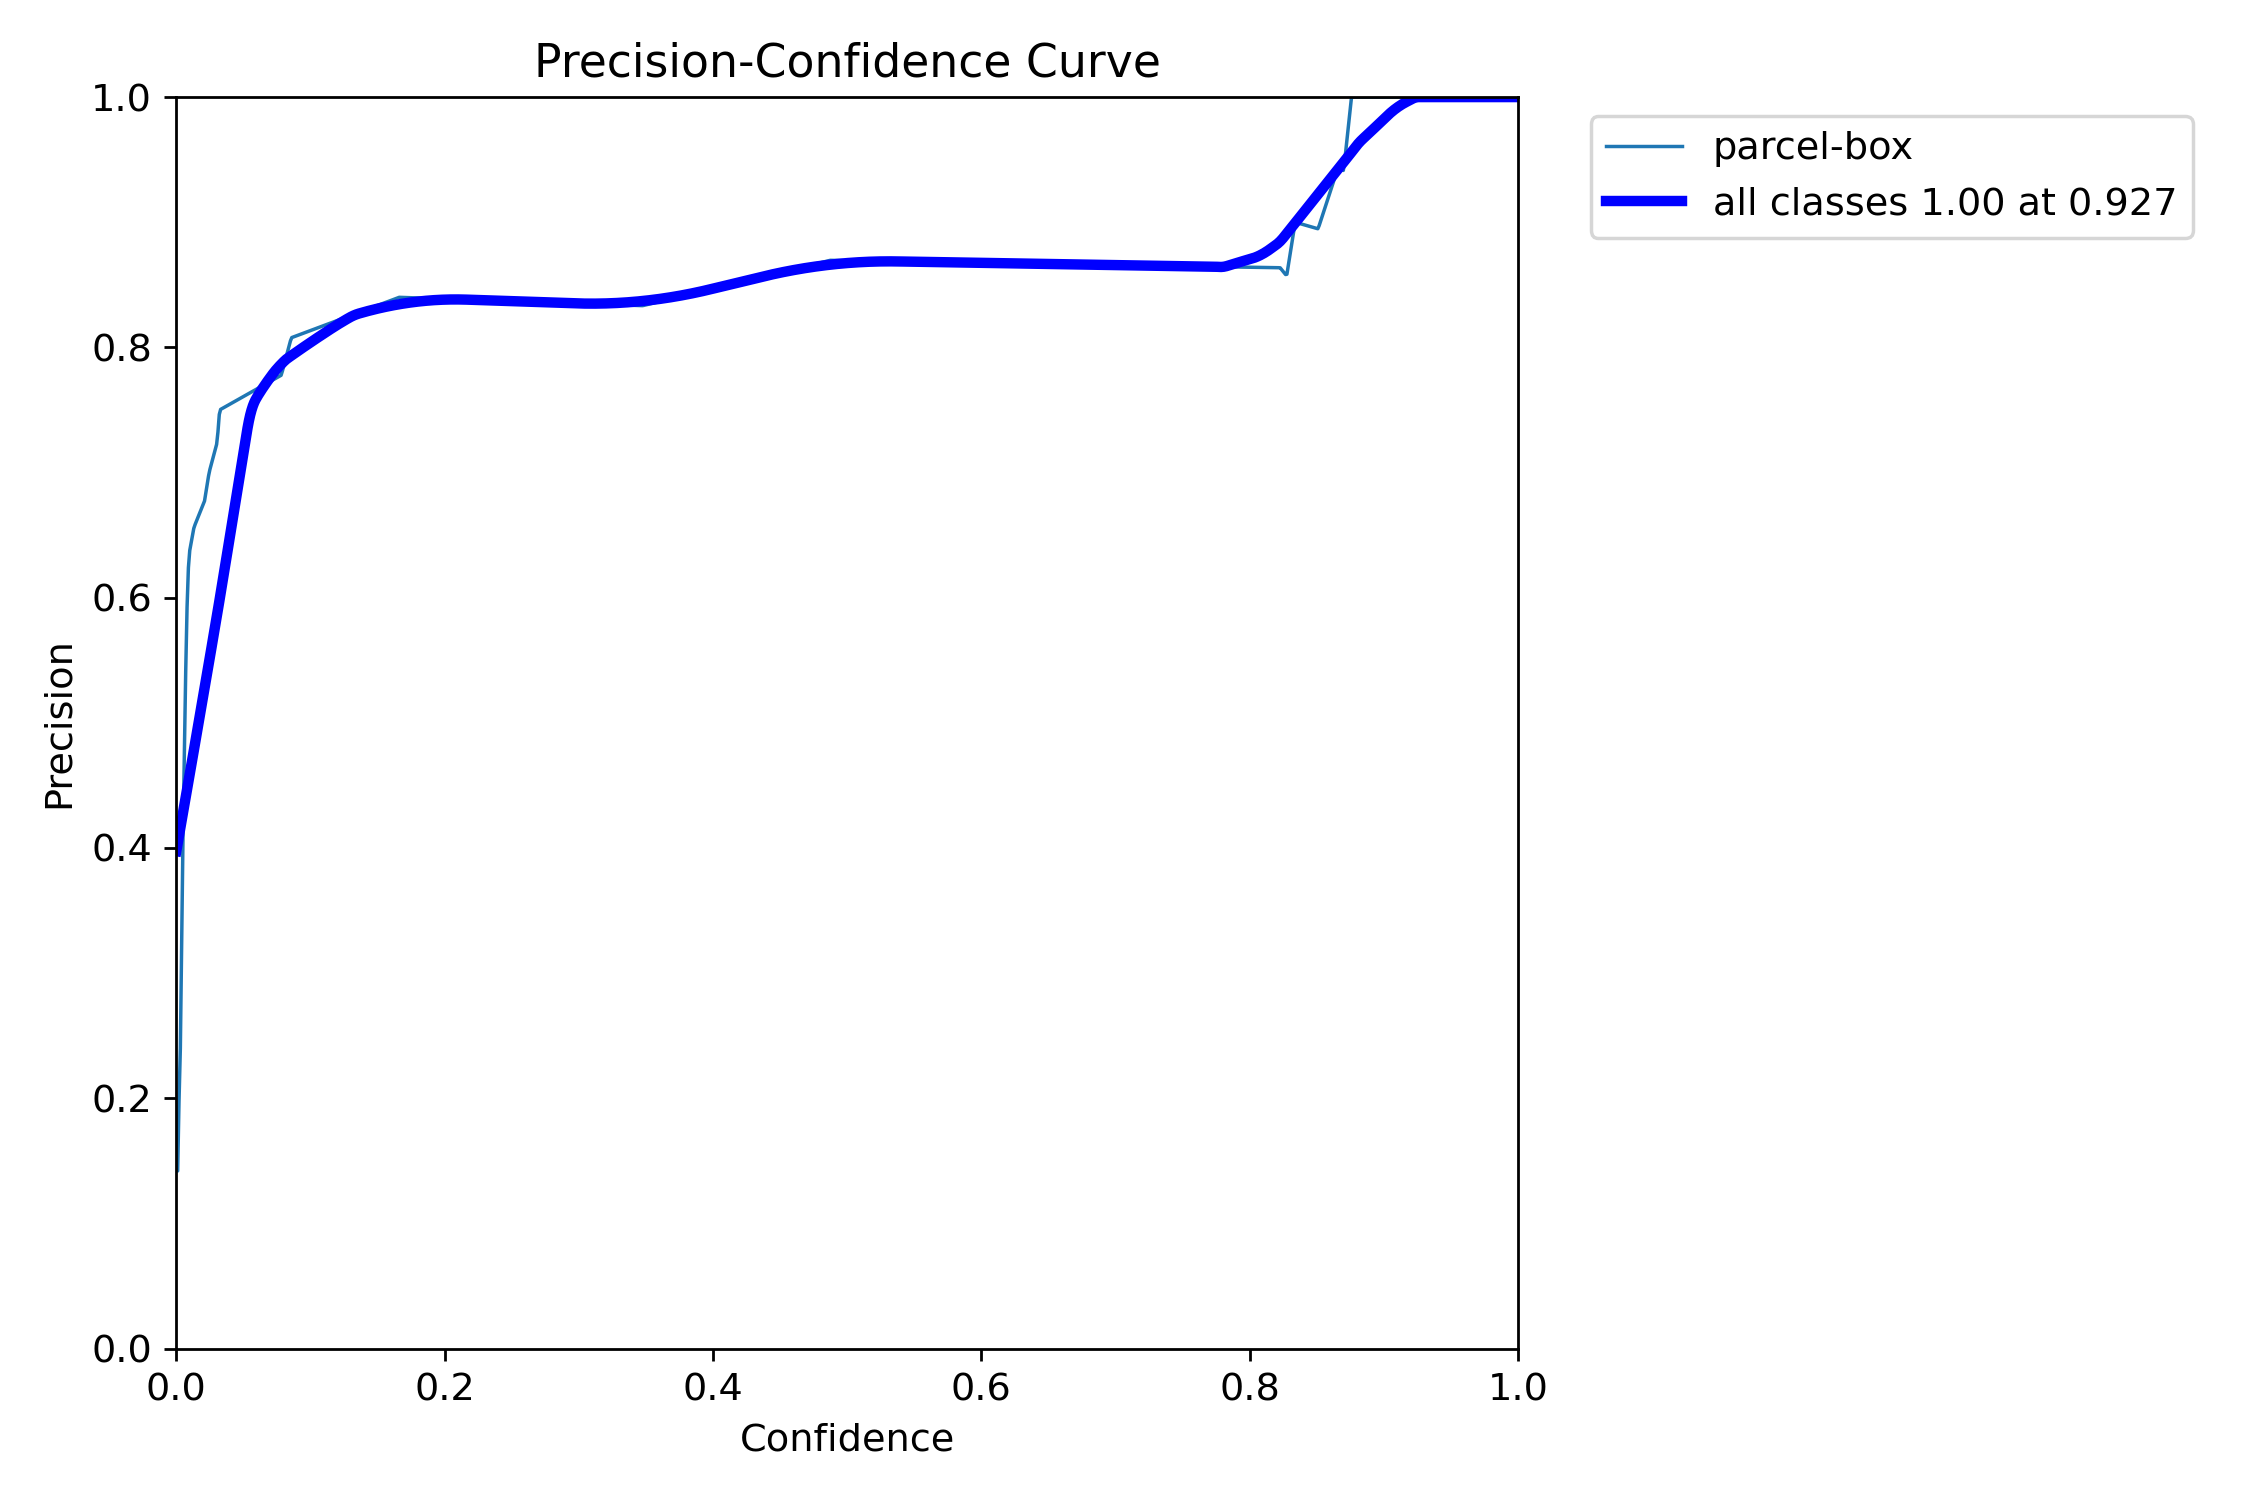 Precision-Confidence Curve
1.0
0.8
0.6
0.4
0.2
0.0
Precision
0.0 0.2 0.4 0.6 0.8 1.0
Confidence
parcel-box
all classes 1.00 at 0.927